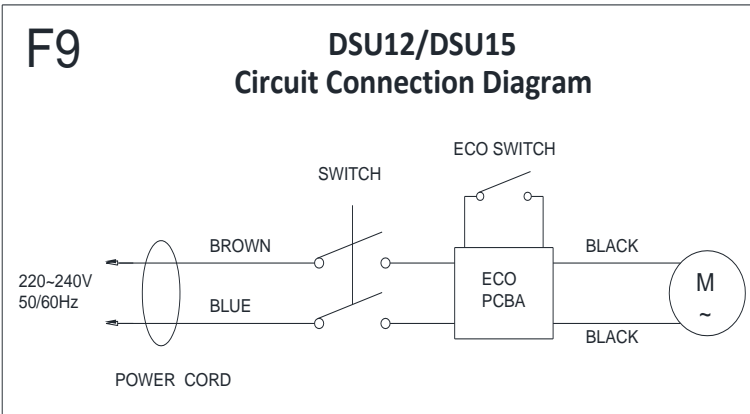 F9
DSU12/DSU15
Circuit Connection Diagram
ECO SWITCH
SWITCH
BROWN
BLACK
220~240V
50/60Hz
ECO
PCBA
M
~
BLUE
BLACK
POWER CORD